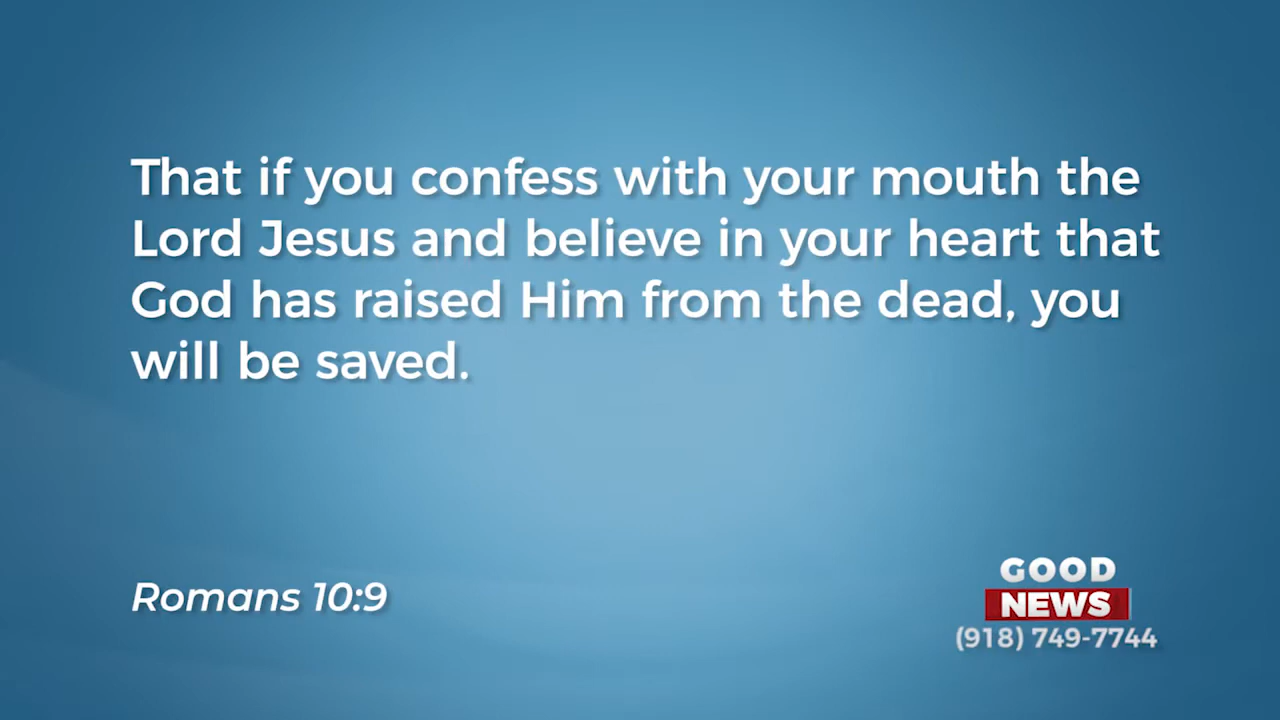 That if you confess with your mouth the
Lord Jesus and believe in your heart that
God has raised Him from the dead, you
will be saved.
Romans 10:9
GOOD
NEWS
(918) 749-7744